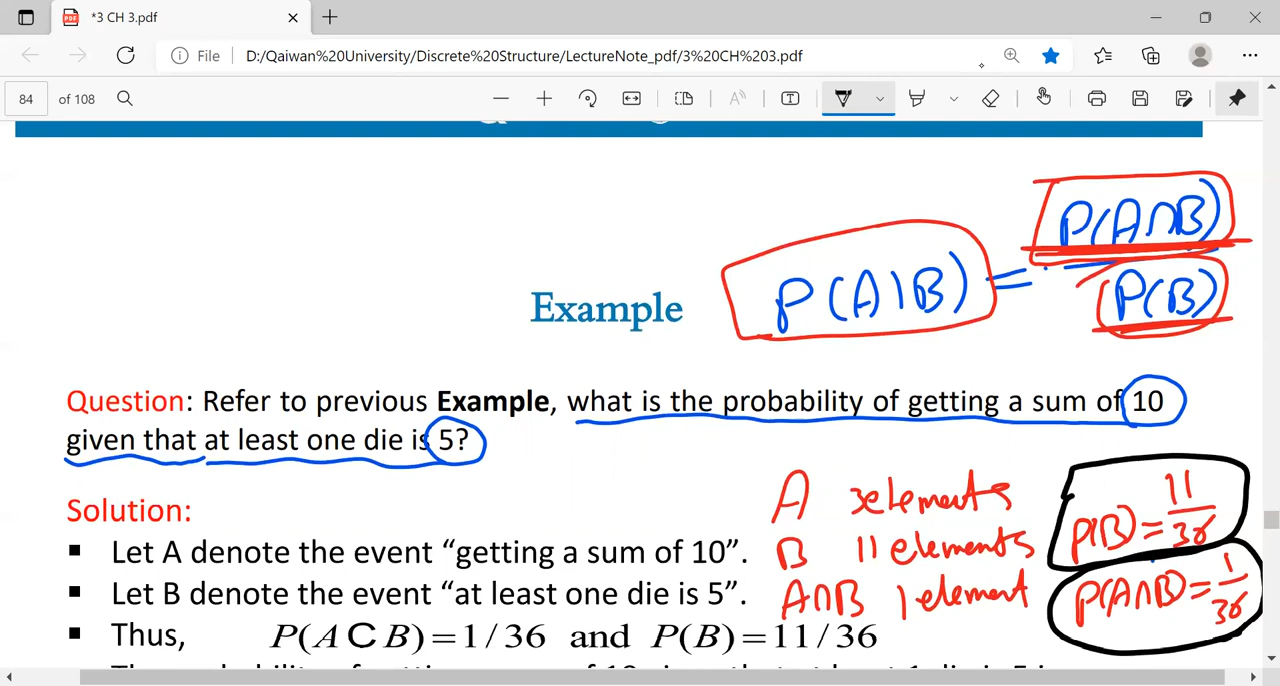 *3 CH 3.pdf
File D:/Qaiwan%20University/Discrete%20Structure/LectureNote_pdf/3%20CH%203.pdf
84 of 108
P(A∩B)
P(A|B) =
P(B)
Example
Question: Refer to previous Example, what is the probability of getting a sum of 10
given that at least one die is 5?
A 3elements
B 11 elements
A∩B 1 element
P(B) = 11/36
P(A∩B) = 1/36
Solution:
▪ Let A denote the event “getting a sum of 10”.
▪ Let B denote the event “at least one die is 5”.
▪ Thus, P(A C B) = 1/36 and P(B) = 11/36